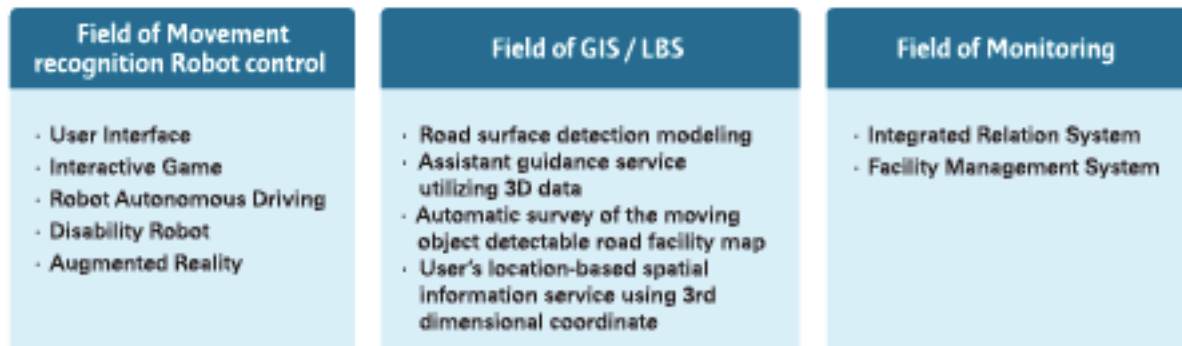 Field of Movement
recognition Robot control
· User Interface
· Interactive Game
· Robot Autonomous Driving
· Disability Robot
· Augmented Reality
Field of GIS / LBS
· Road surface detection modeling
· Assistant guidance service
utilizing 3D data
· Automatic survey of the moving
object detectable road facility map
· User's location-based spatial
information service using 3rd
dimensional coordinate
Field of Monitoring
· Integrated Relation System
· Facility Management System